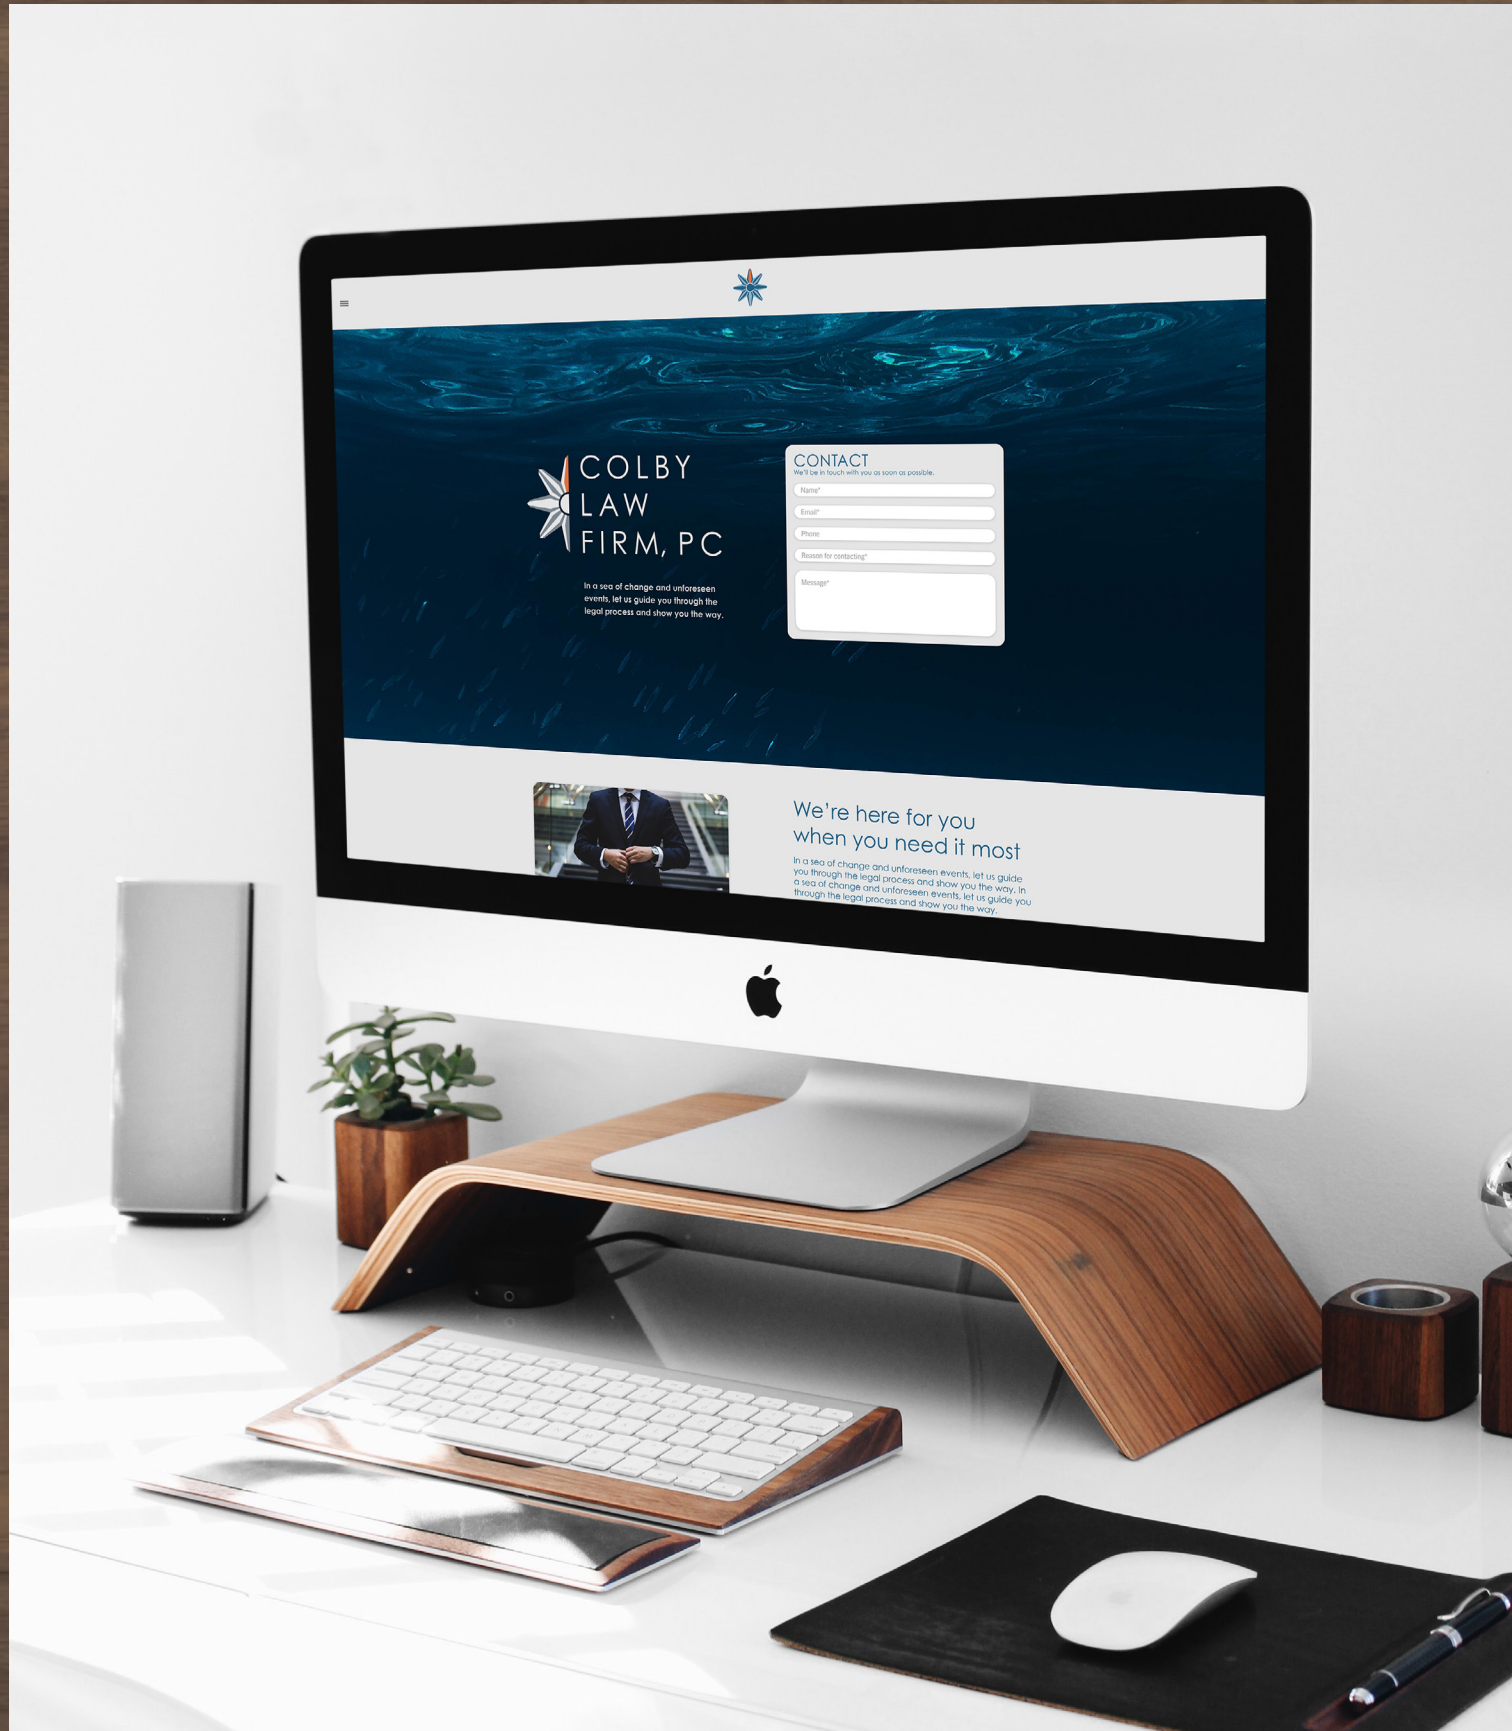 COLBY
LAW
FIRM, PC
In a sea of change and unforeseen
events, let us guide you through the
legal process and show you the way.
CONTACT
We'll be in touch with you as soon as possible.
Name*
Email*
Phone
Reason for contacting*
Message*
We're here for you
when you need it most
In a sea of change and unforeseen events, let us guide
you through the legal process and show you the way. In
a sea of change and unforeseen events, let us guide you
through the legal process and show you the way.